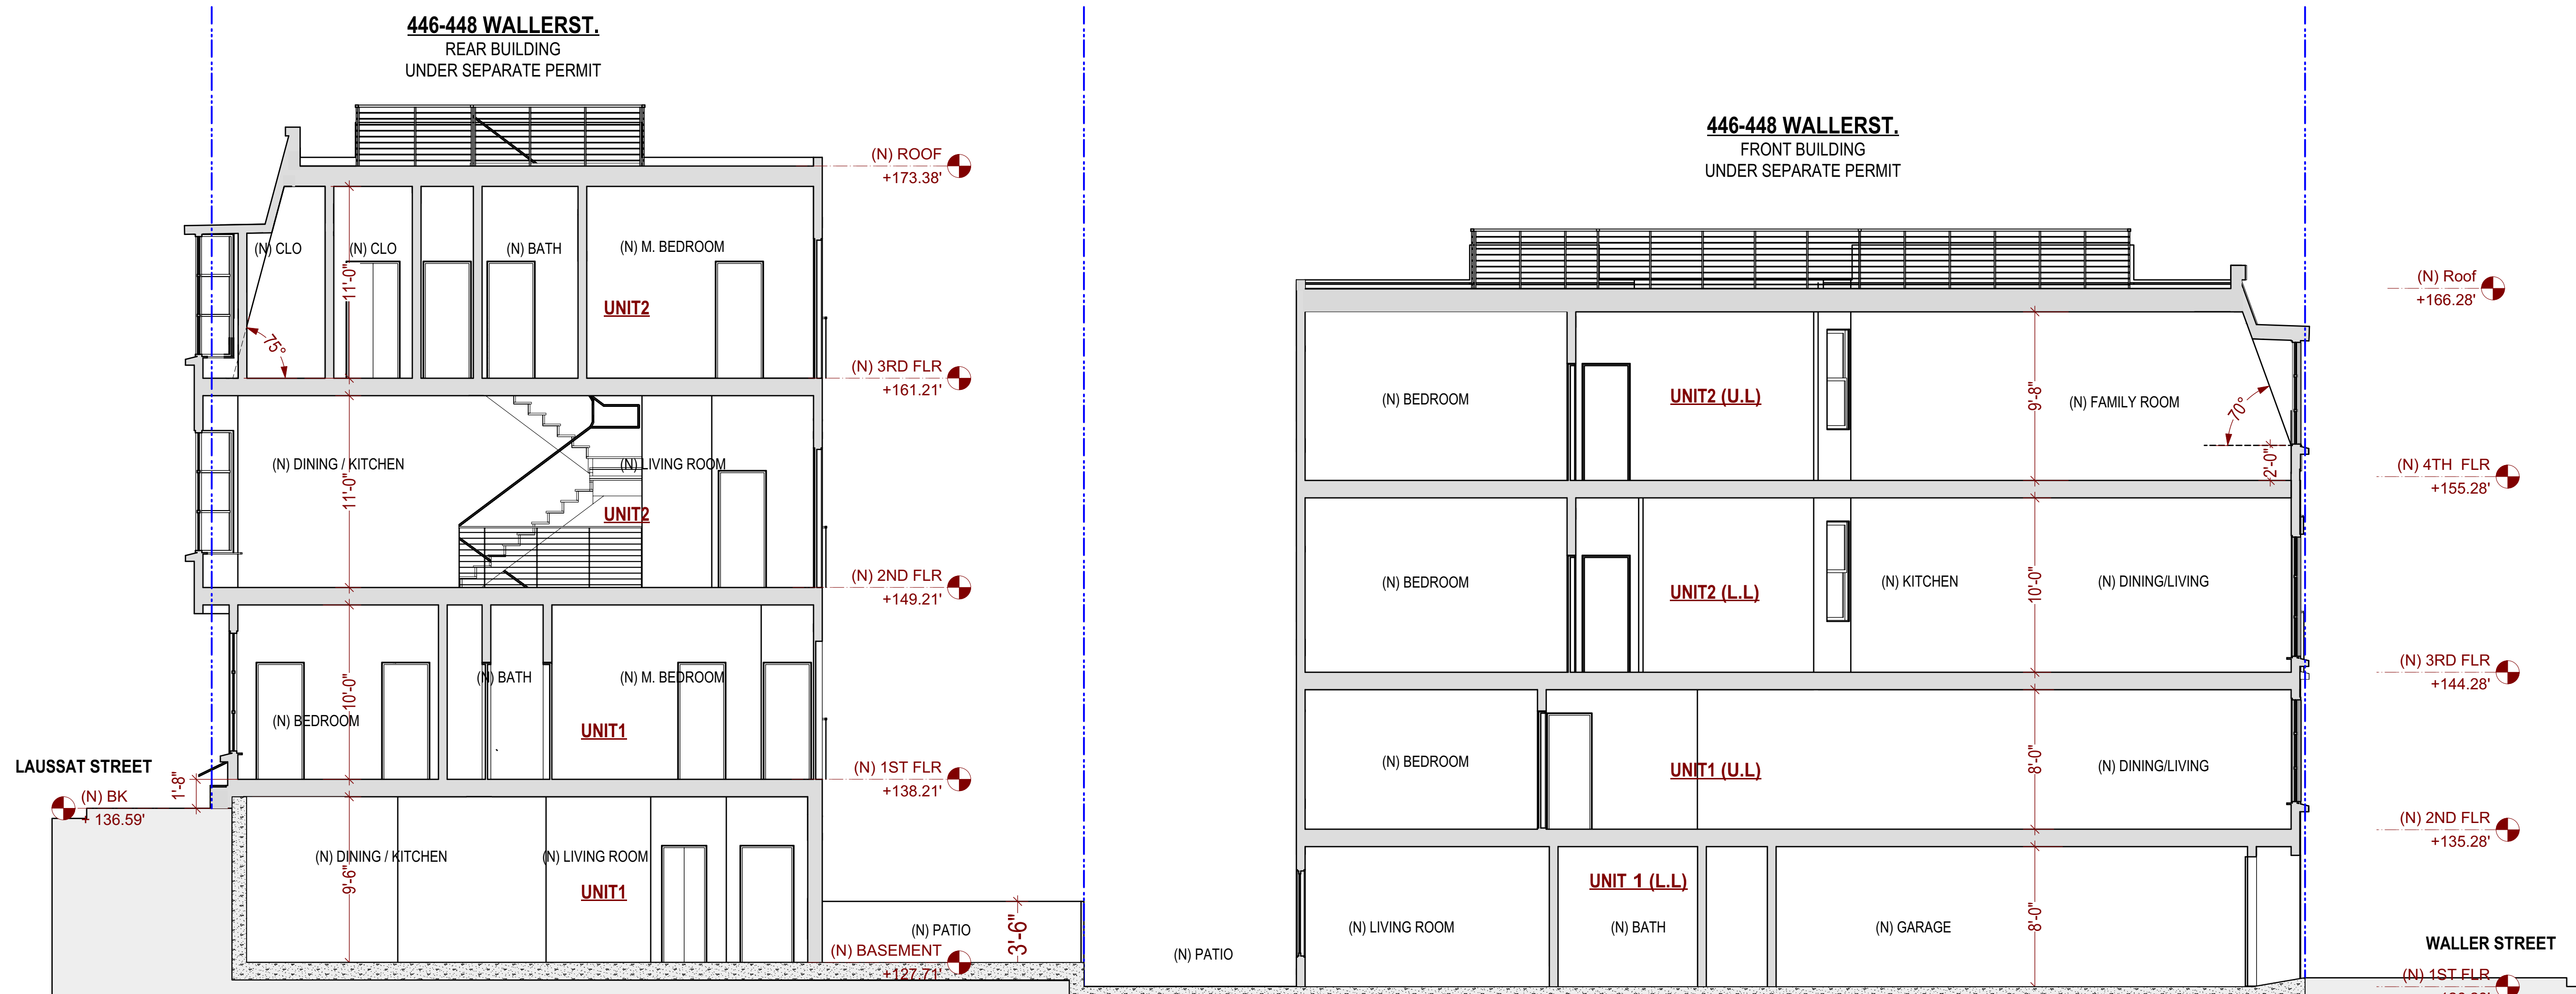 446-448 WALLERST.
REAR BUILDING
UNDER SEPARATE PERMIT
446-448 WALLERST.
FRONT BUILDING
UNDER SEPARATE PERMIT
(N) ROOF
+173.38'
(N) CLO
(N) CLO
(N) BATH
(N) M. BEDROOM
11'-0"
UNIT2
75°
(N) 3RD FLR
+161.21'
(N) DINING / KITCHEN
(N) LIVING ROOM
11'-0"
UNIT2
(N) 2ND FLR
+149.21'
(N) BATH
(N) M. BEDROOM
10'-0"
(N) BEDROOM
UNIT1
LAUSSAT STREET
1'-8"
(N) 1ST FLR
+138.21'
(N) BK
+ 136.59'
(N) DINING / KITCHEN
(N) LIVING ROOM
9'-6"
UNIT1
(N) PATIO
3'-6"
(N) BASEMENT
+127.71'
(N) Roof
+166.28'
(N) BEDROOM
UNIT2 (U.L)
9'-8"
(N) FAMILY ROOM
70°
2'-0"
(N) 4TH FLR
+155.28'
(N) BEDROOM
UNIT2 (L.L)
(N) KITCHEN
10'-0"
(N) DINING/LIVING
(N) 3RD FLR
+144.28'
(N) BEDROOM
UNIT1 (U.L)
8'-0"
(N) DINING/LIVING
(N) 2ND FLR
+135.28'
UNIT 1 (L.L)
(N) LIVING ROOM
(N) BATH
(N) GARAGE
8'-0"
(N) PATIO
WALLER STREET
(N) 1ST FLR